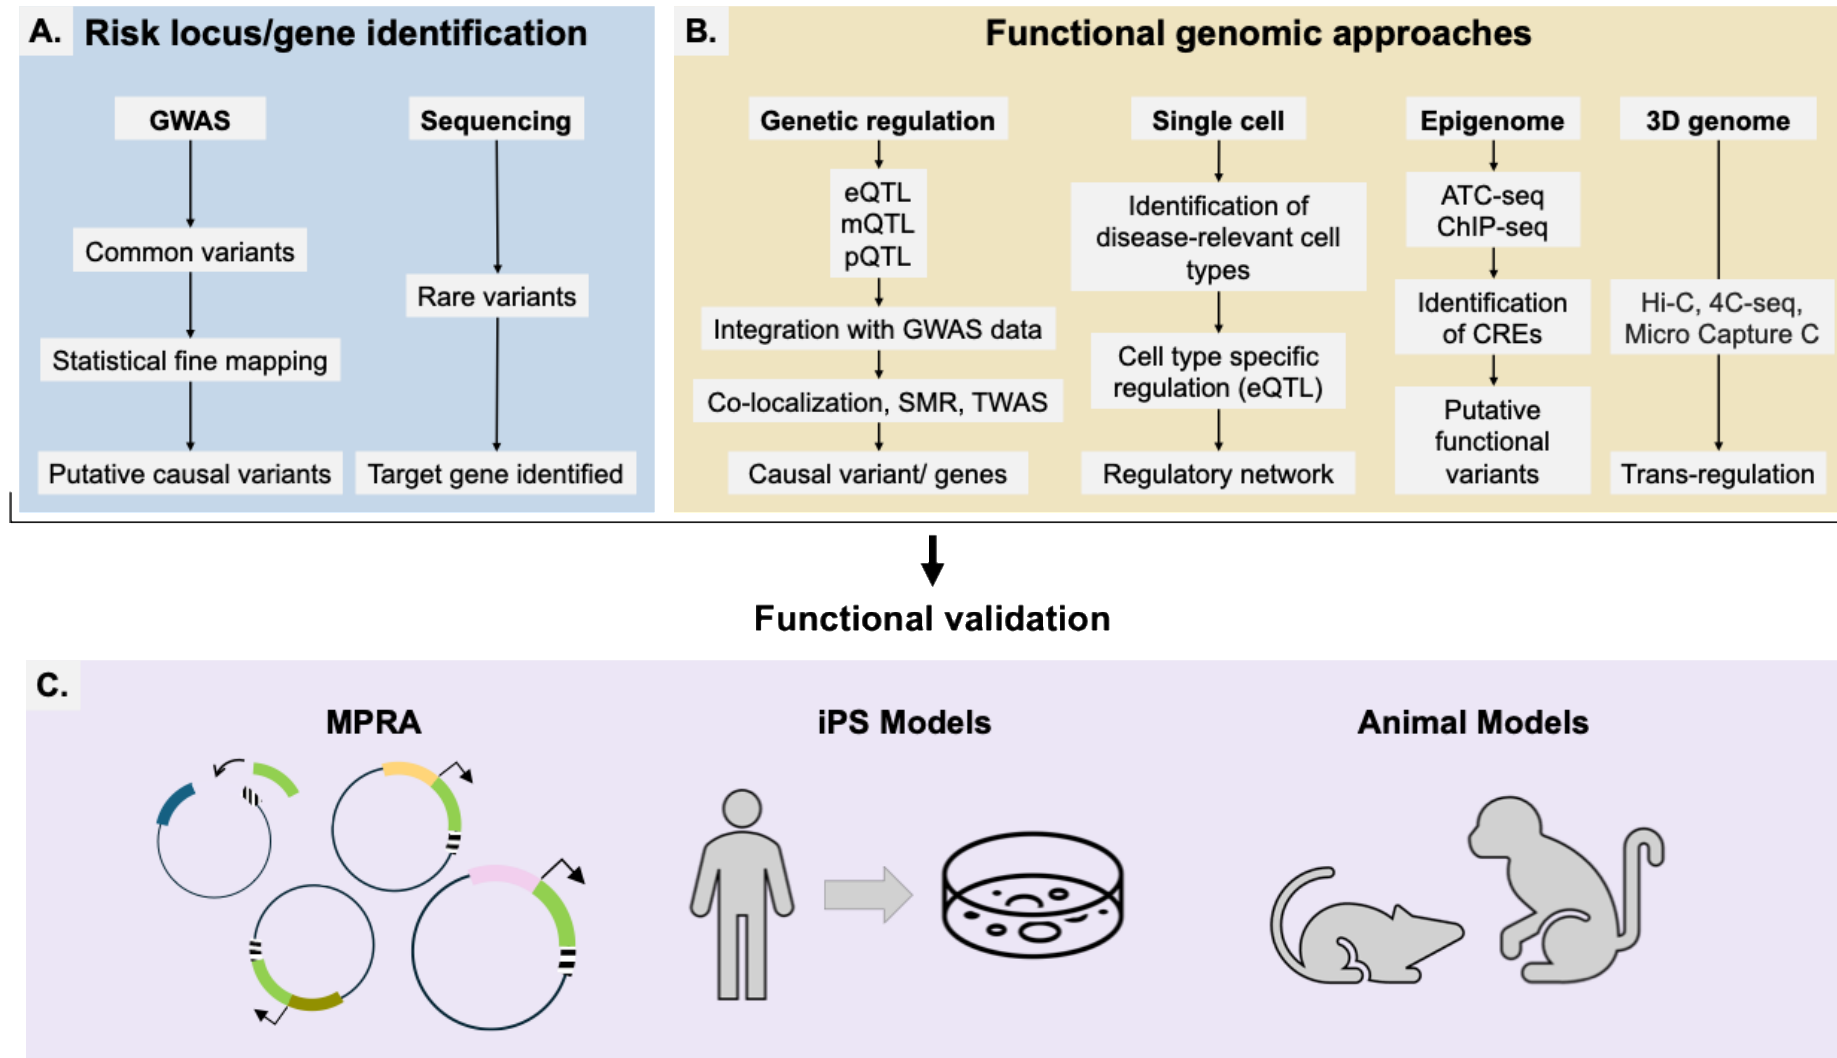 A. Risk locus/gene identification
GWAS
Common variants
Statistical fine mapping
Putative causal variants
Sequencing
Rare variants
Target gene identified
B. Functional genomic approaches
Genetic regulation
eQTL
mQTL
pQTL
Integration with GWAS data
Co-localization, SMR, TWAS
Causal variant/ genes
Single cell
Identification of
disease-relevant cell
types
Cell type specific
regulation (eQTL)
Regulatory network
Epigenome
ATC-seq
ChIP-seq
Identification
of CREs
Putative
functional
variants
3D genome
Hi-C, 4C-seq,
Micro Capture C
Trans-regulation
Functional validation
C.
MPRA
iPS Models
Animal Models